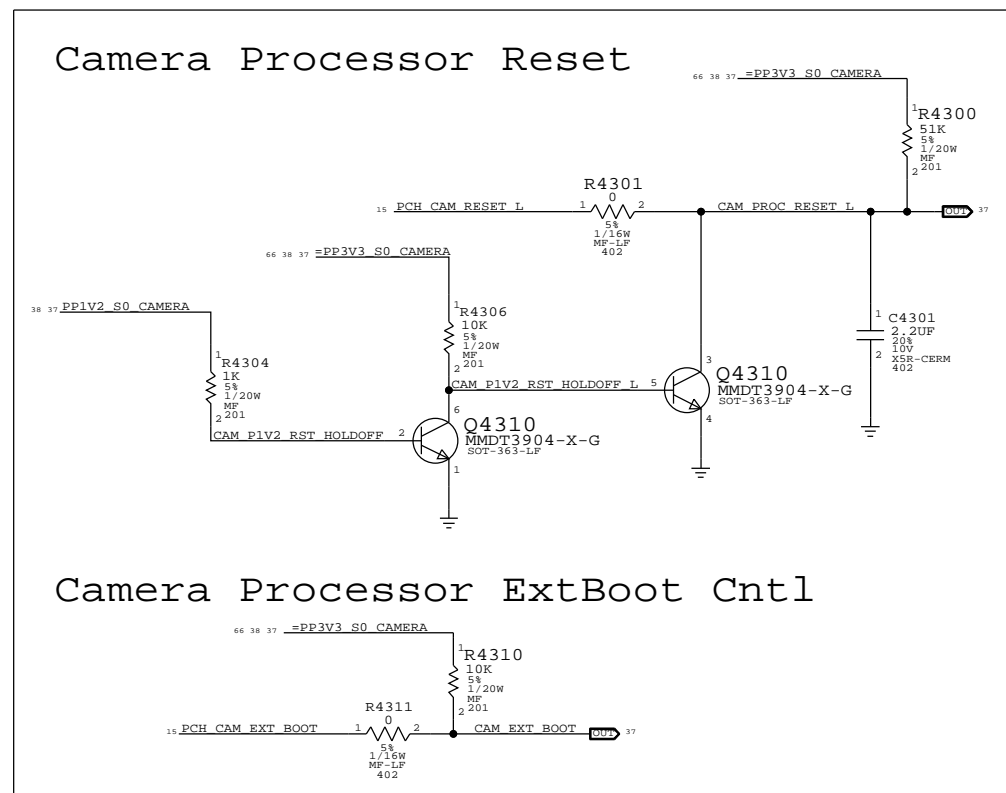 Camera Processor Reset
66 38 37 =PP3V3_S0_CAMERA
1
R4300
51K
5%
1/20W
MF
201
2
R4301
0
15 PCH_CAM_RESET_L 1 2 CAM_PROC_RESET_L OUT 37
5%
1/16W
MF-LF
402
66 38 37 =PP3V3_S0_CAMERA
38 37 PP1V2_S0_CAMERA
1
R4306
10K
5%
1/20W
MF
201
2
1
C4301
2.2UF
20%
10V
X5R-CERM
402
2
1
R4304
1K
5%
1/20W
MF
201
2
CAM_P1V2_RST_HOLDOFF_L 5
3
Q4310
MMDT3904-X-G
SOT-363-LF
4
CAM_P1V2_RST_HOLDOFF 2
6
Q4310
MMDT3904-X-G
SOT-363-LF
1
Camera Processor ExtBoot Cntl
66 38 37 =PP3V3_S0_CAMERA
1
R4310
10K
5%
1/20W
MF
201
2
R4311
0
15 PCH_CAM_EXT_BOOT 1 2 CAM_EXT_BOOT OUT 37
5%
1/16W
MF-LF
402